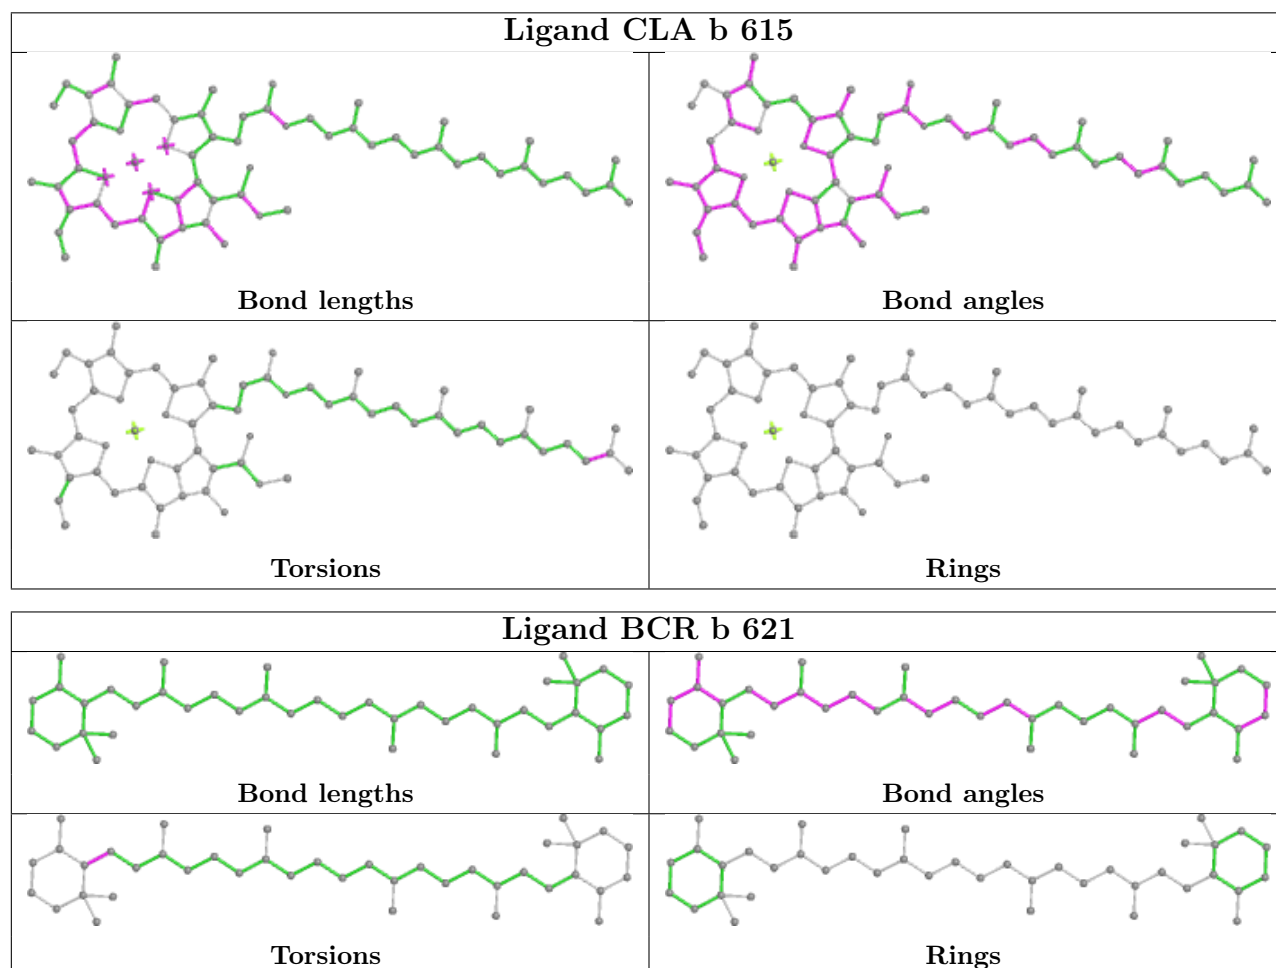 Ligand CLA b 615
Bond lengths
Bond angles
Torsions
Rings
Ligand BCR b 621
Bond lengths
Bond angles
Torsions
Rings